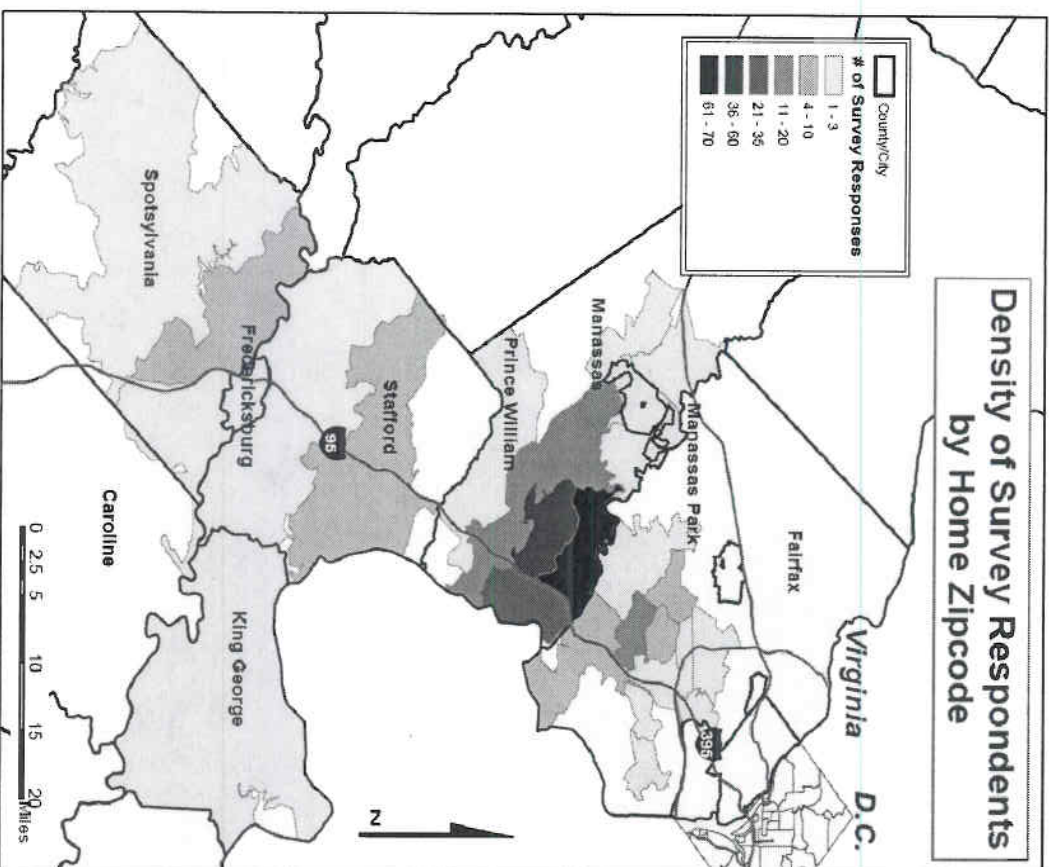 Density of Survey Respondents
by Home Zipcode
County/City
# of Survey Responses
1 - 3
4 - 10
11 - 20
21 - 35
36 - 60
61 - 70
Virginia
D.C.
Fairfax
Manassas Park
Manassas
395
Prince William
Stafford
95
Fredericksburg
Spotsylvania
King George
Caroline
N
0 2.5 5 10 15 20
Miles